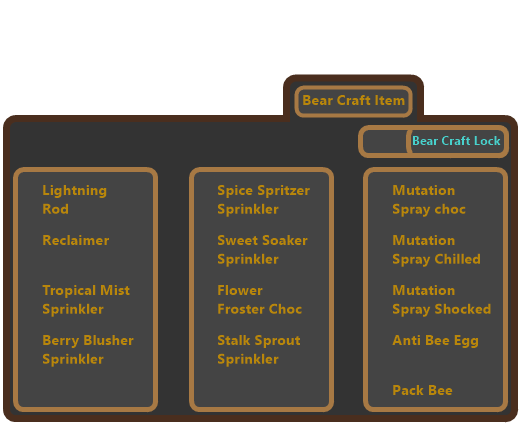 Bear Craft Item
Bear Craft Lock
Lightning
Rod
Reclaimer
Tropical Mist
Sprinkler
Berry Blusher
Sprinkler
Spice Spritzer
Sprinkler
Sweet Soaker
Sprinkler
Flower
Froster Choc
Stalk Sprout
Sprinkler
Mutation
Spray choc
Mutation
Spray Chilled
Mutation
Spray Shocked
Anti Bee Egg
Pack Bee